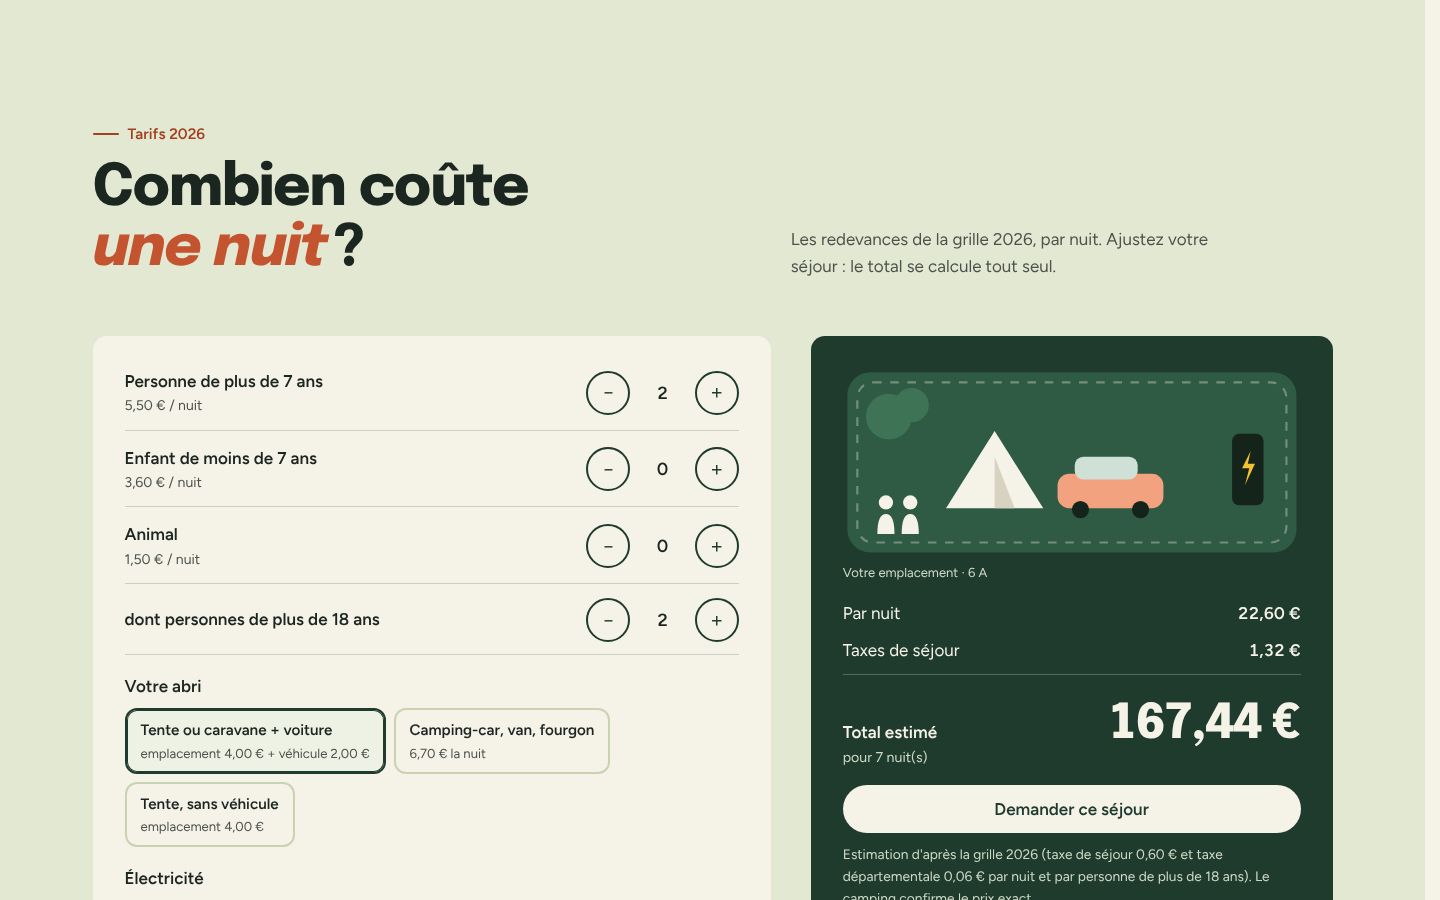 Tarifs 2026
Combien coûte
une nuit ?
Les redevances de la grille 2026, par nuit. Ajustez votre
séjour : le total se calcule tout seul.
Personne de plus de 7 ans
5,50 € / nuit
− 2 +
Enfant de moins de 7 ans
3,60 € / nuit
− 0 +
Animal
1,50 € / nuit
− 0 +
dont personnes de plus de 18 ans
− 2 +
Votre abri
Tente ou caravane + voiture
emplacement 4,00 € + véhicule 2,00 €
Camping-car, van, fourgon
6,70 € la nuit
Tente, sans véhicule
emplacement 4,00 €
Électricité
Votre emplacement · 6 A
Par nuit 22,60 €
Taxes de séjour 1,32 €
Total estimé 167,44 €
pour 7 nuit(s)
Demander ce séjour
Estimation d'après la grille 2026 (taxe de séjour 0,60 € et taxe
départementale 0,06 € par nuit et par personne de plus de 18 ans). Le
camping confirme le prix exact.